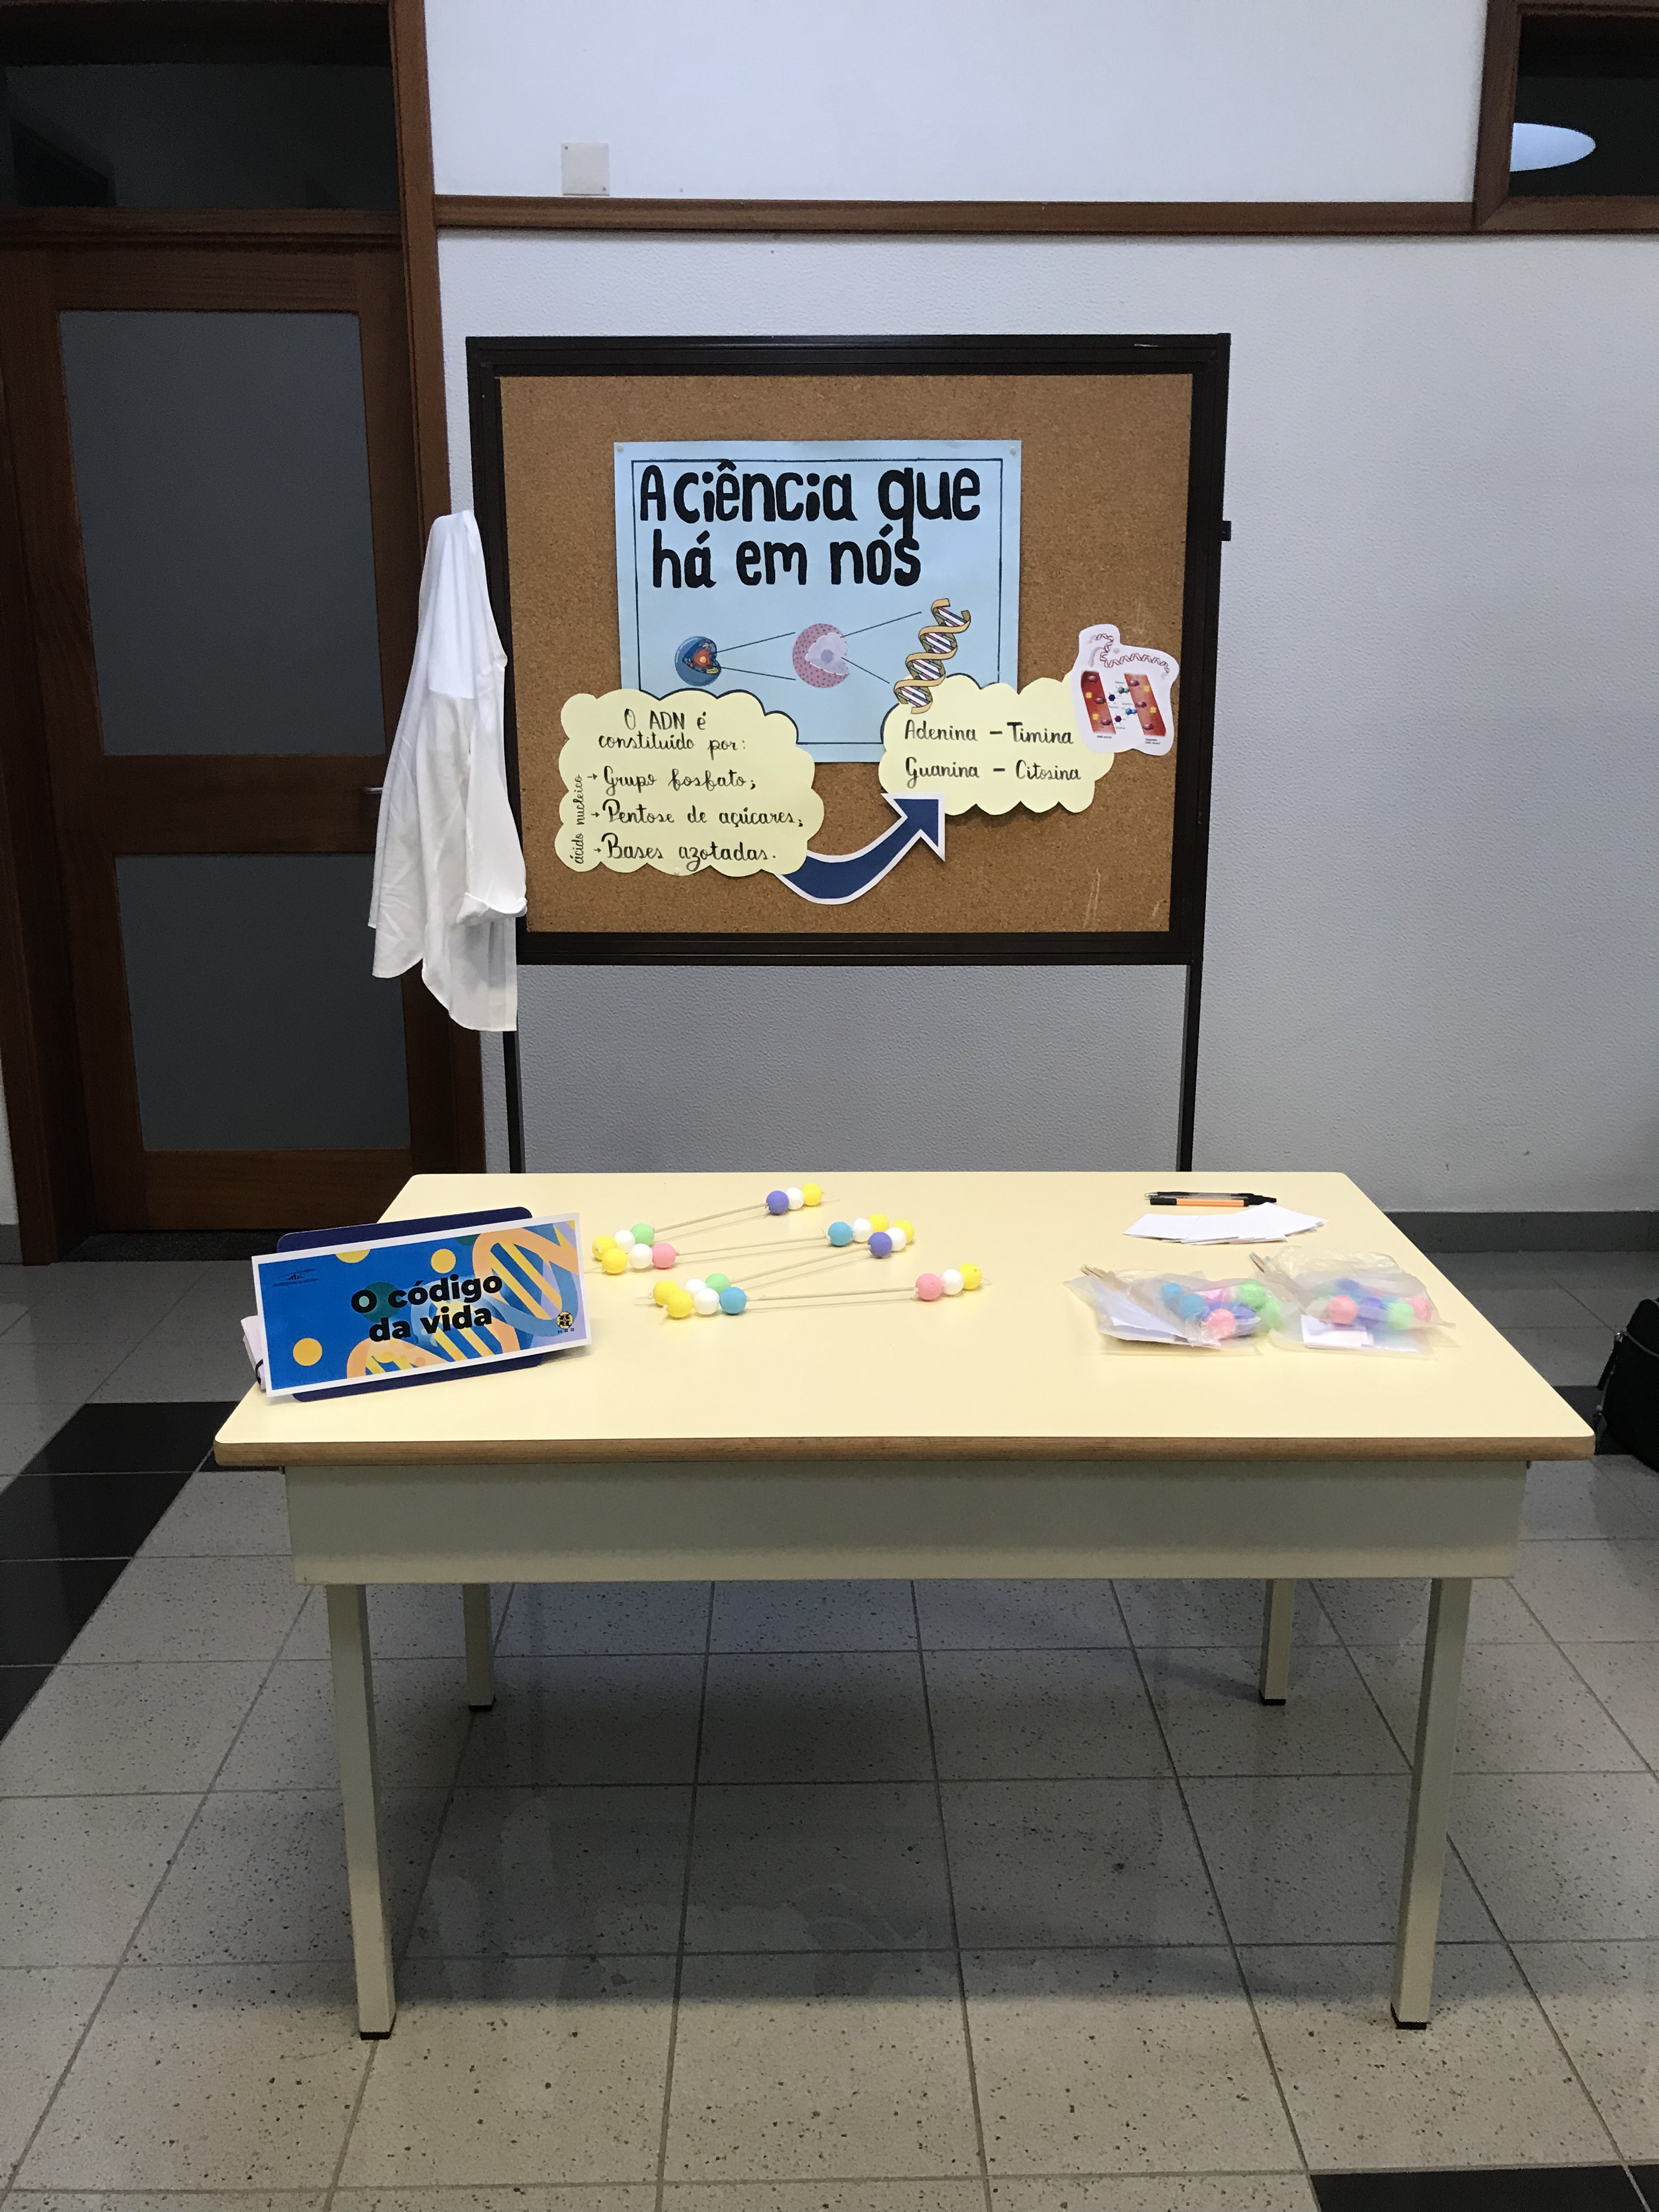 A ciência que
há em nós
O ADN é
constituído por:
→ Grupo fosfato;
→ Pentose de açúcares;
→ Bases azotadas.
ácido nucleico
Adenina – Timina
Guanina – Citosina
O código
da vida